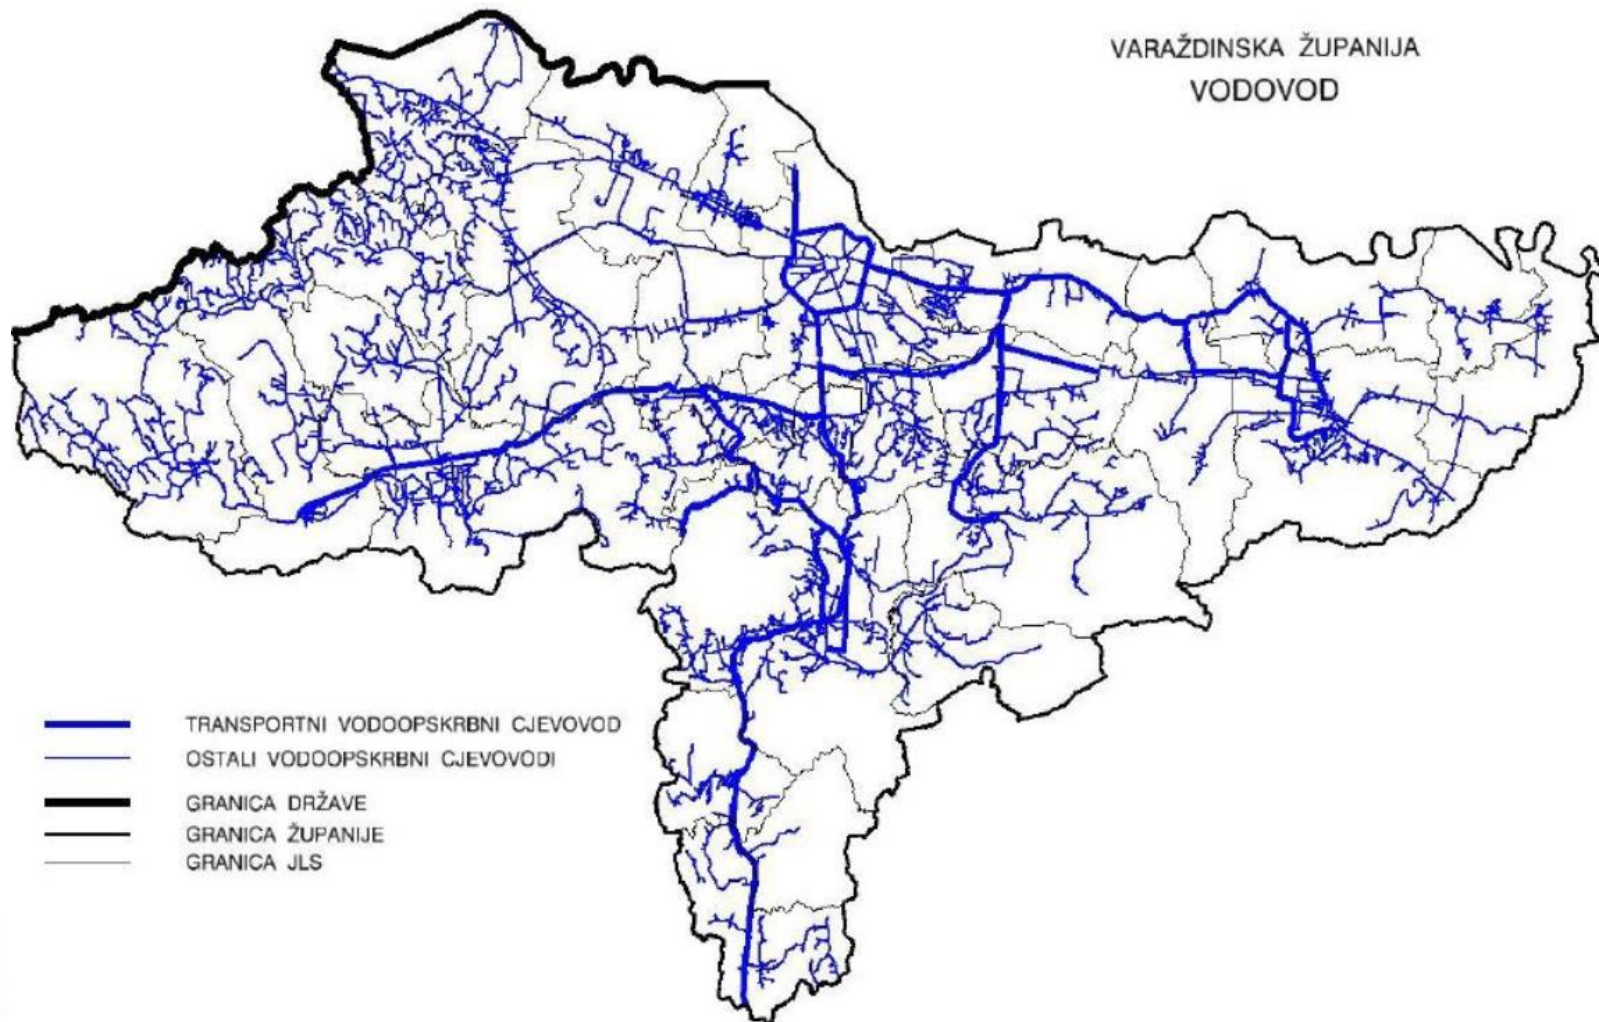 VARAŽDINSKA ŽUPANIJA
VODOVOD
TRANSPORTNI VODOOPSKRBNI CJEVOVOD
OSTALI VODOOPSKRBNI CJEVOVODI
GRANICA DRŽAVE
GRANICA ŽUPANIJE
GRANICA JLS